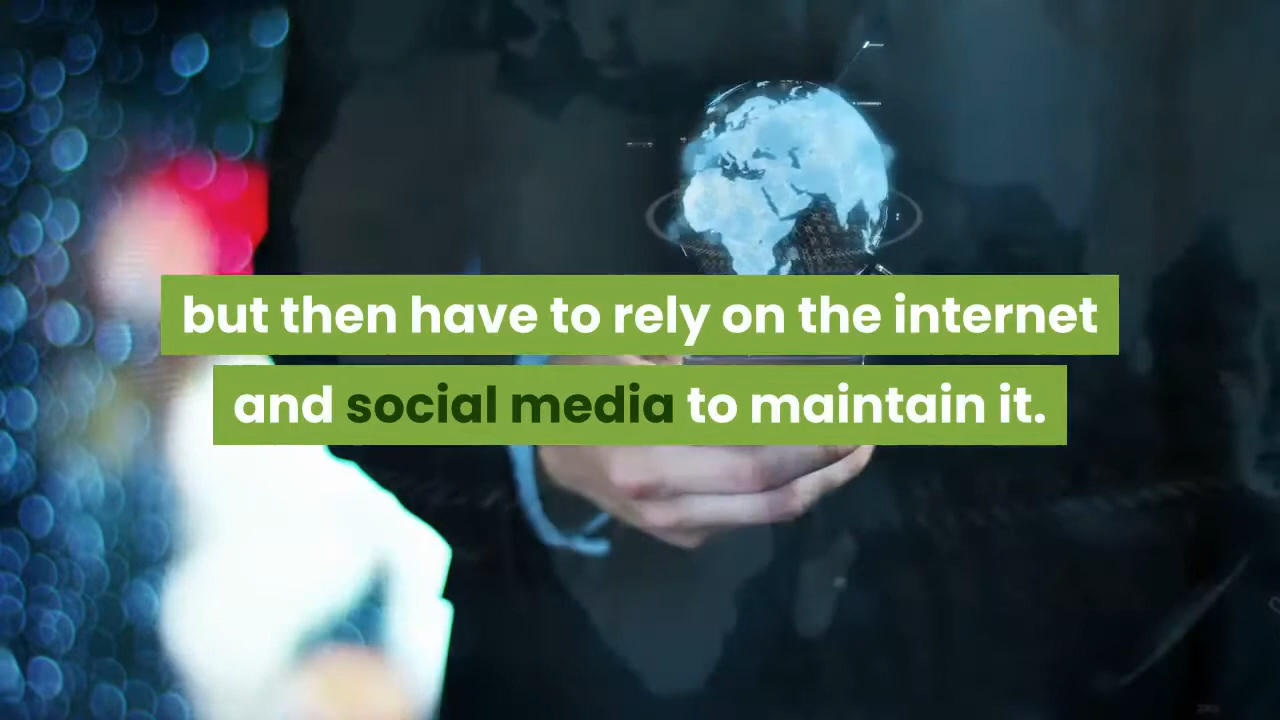 but then have to rely on the internet
and social media to maintain it.